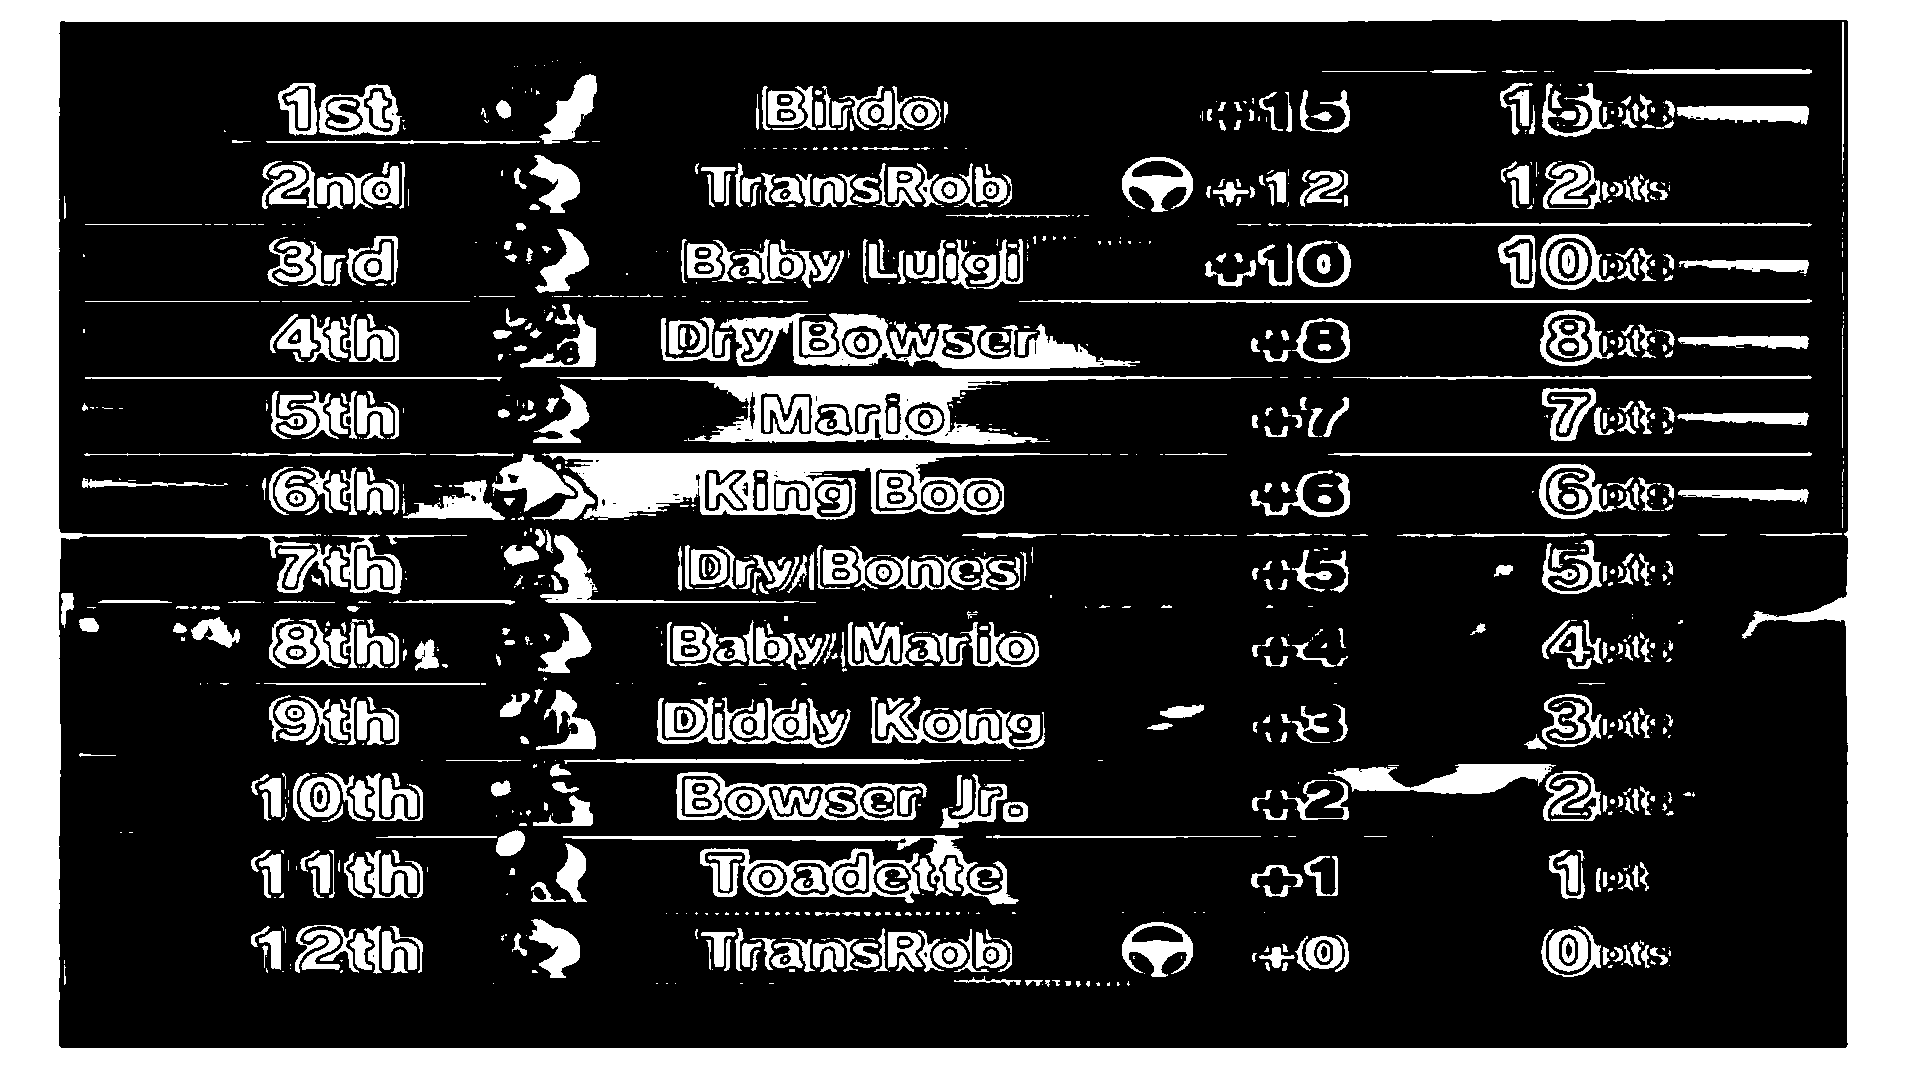 1st Birdo +15 15pts
2nd TransRob +12 12pts
3rd Baby Luigi +10 10pts
4th Dry Bowser +8 8pts
5th Mario +7 7pts
6th King Boo +6 6pts
7th Dry Bones +5 5pts
8th Baby Mario +4 4pts
9th Diddy Kong +3 3pts
10th Bowser Jr. +2 2pts
11th Toadette +1 1pt
12th TransRob +0 0pts